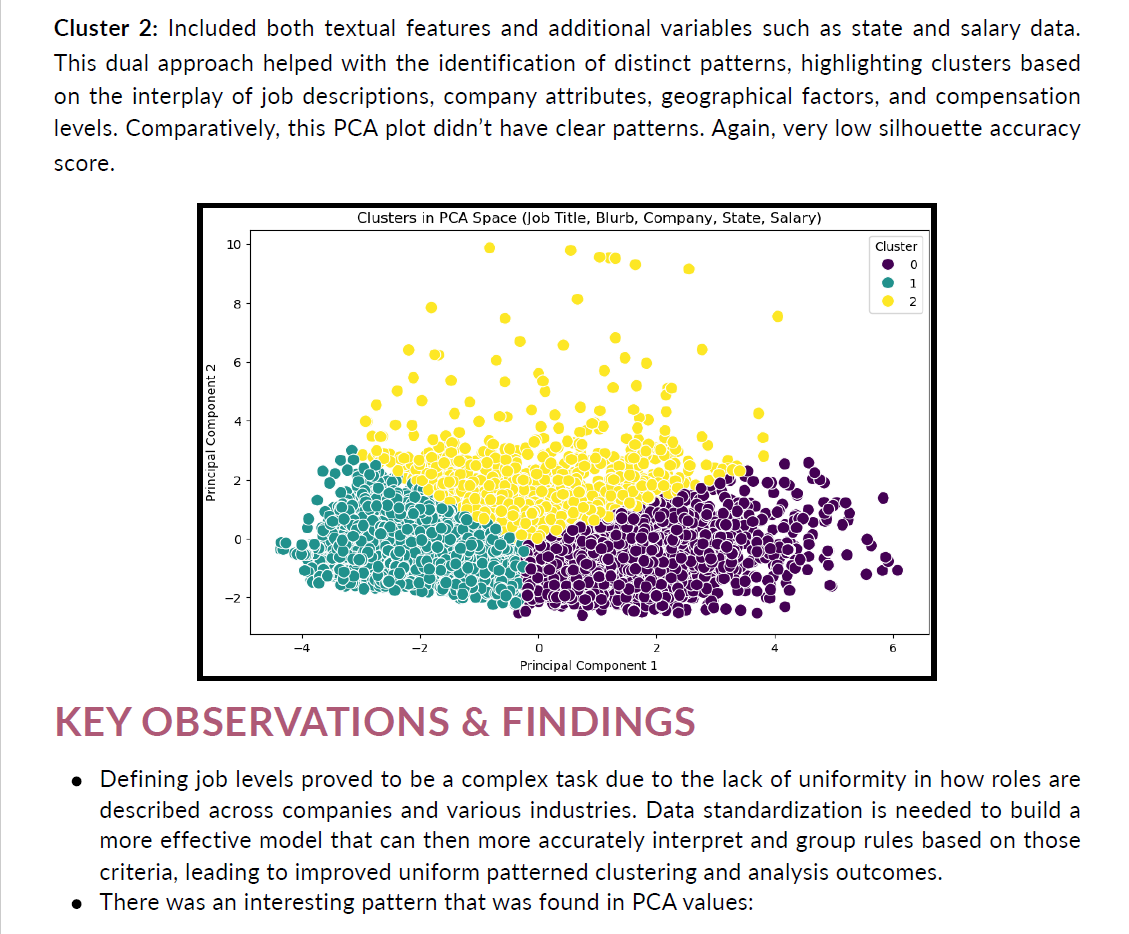 Cluster 2: Included both textual features and additional variables such as state and salary data.
This dual approach helped with the identification of distinct patterns, highlighting clusters based
on the interplay of job descriptions, company attributes, geographical factors, and compensation
levels. Comparatively, this PCA plot didn’t have clear patterns. Again, very low silhouette accuracy
score.
Clusters in PCA Space (Job Title, Blurb, Company, State, Salary)
Cluster
0
1
2
Principal Component 2
10
8
6
4
2
0
−2
−4
−2
0
2
4
6
Principal Component 1
KEY OBSERVATIONS & FINDINGS
● Defining job levels proved to be a complex task due to the lack of uniformity in how roles are
described across companies and various industries. Data standardization is needed to build a
more effective model that can then more accurately interpret and group rules based on those
criteria, leading to improved uniform patterned clustering and analysis outcomes.
● There was an interesting pattern that was found in PCA values: